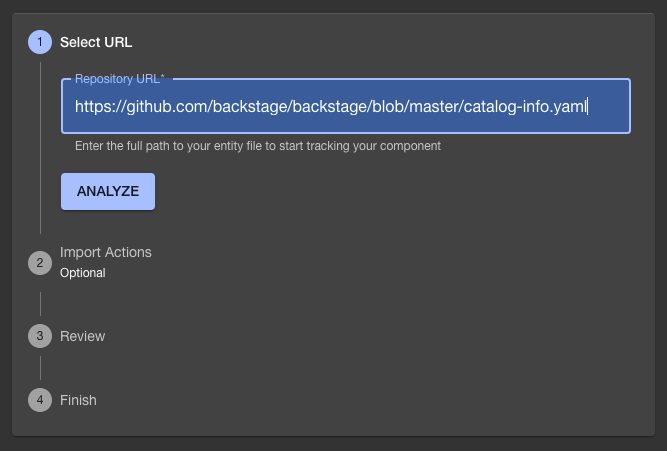 1 Select URL
Repository URL*
https://github.com/backstage/backstage/blob/master/catalog-info.yaml
Enter the full path to your entity file to start tracking your component
ANALYZE
2 Import Actions
Optional
3 Review
4 Finish